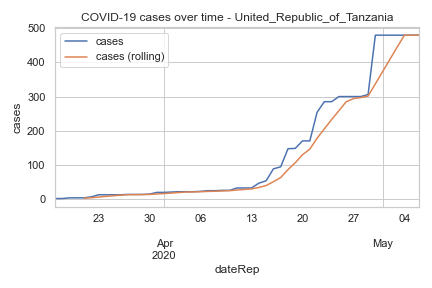 COVID-19 cases over time - United_Republic_of_Tanzania
cases
cases (rolling)
cases
500
400
300
200
100
0
23
30
06
13
20
27
04
Apr
2020
May
dateRep